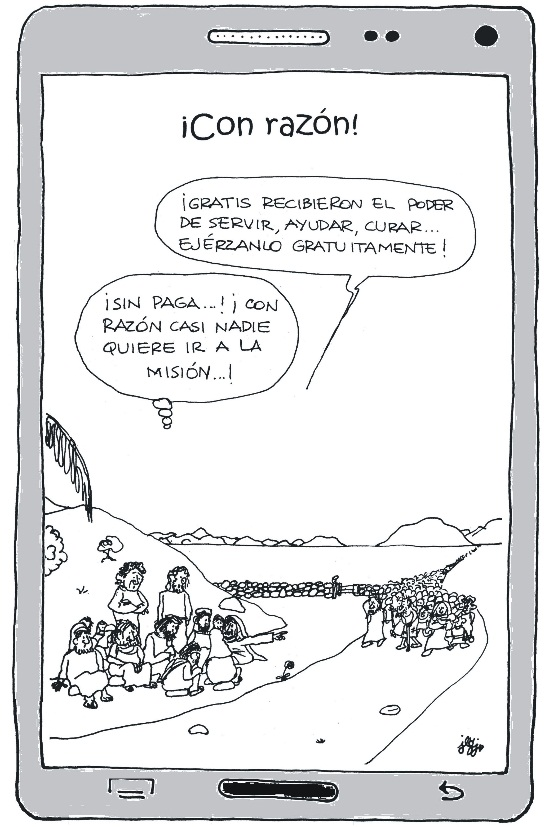 ¡Con razón!
¡GRATIS RECIBIERON EL PODER
DE SERVIR, AYUDAR, CURAR...
EJÉRZANLO GRATUITAMENTE!
¡SIN PAGA...! ¡CON
RAZÓN CASI NADIE
QUIERE IR A LA
MISIÓN...!